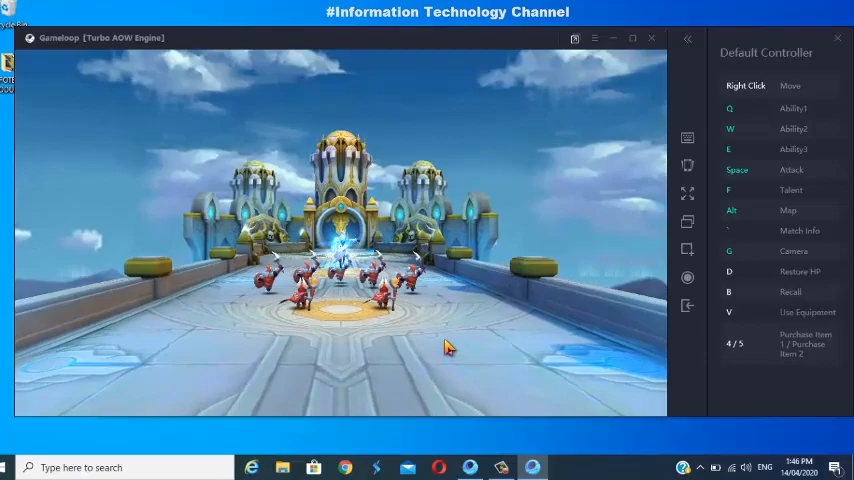 #Information Technology Channel
cycle Bin
Gameloop [Turbo AOW Engine]
Default Controller
Right Click Move
Q Ability1
W Ability2
E Ability3
Space Attack
F Talent
Alt Map
` Match Info
G Camera
D Restore HP
B Recall
V Use Equipment
4 / 5 Purchase Item
1 / Purchase
Item 2
Type here to search
ENG
1:46 PM
14/04/2020